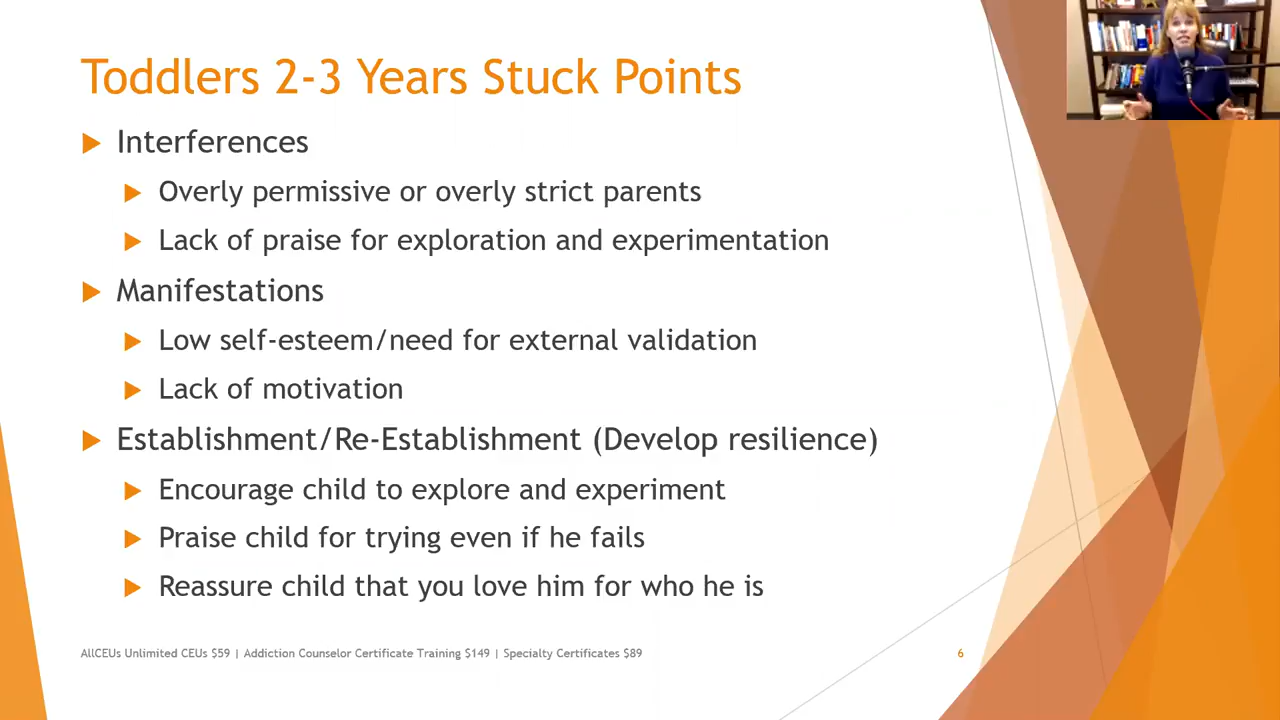 Toddlers 2-3 Years Stuck Points
Interferences
Overly permissive or overly strict parents
Lack of praise for exploration and experimentation
Manifestations
Low self-esteem/need for external validation
Lack of motivation
Establishment/Re-Establishment (Develop resilience)
Encourage child to explore and experiment
Praise child for trying even if he fails
Reassure child that you love him for who he is
AllCEUs Unlimited CEUs $59 | Addiction Counselor Certificate Training $149 | Specialty Certificates $89
6